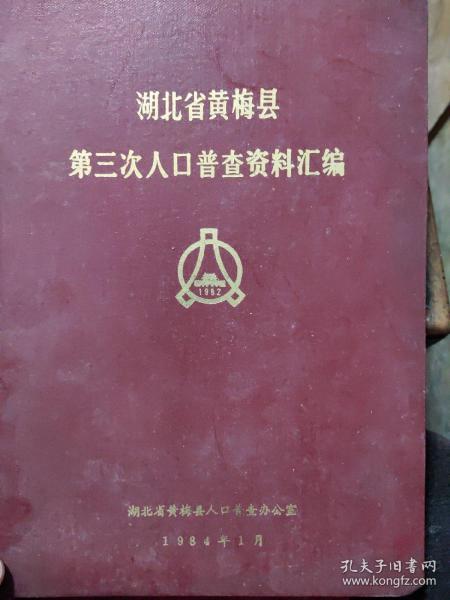 湖北省黄梅县
第三次人口普查资料汇编
1982
湖北省黄梅县人口普查办公室
1984年1月
孔夫子旧书网
www.kongfz.com